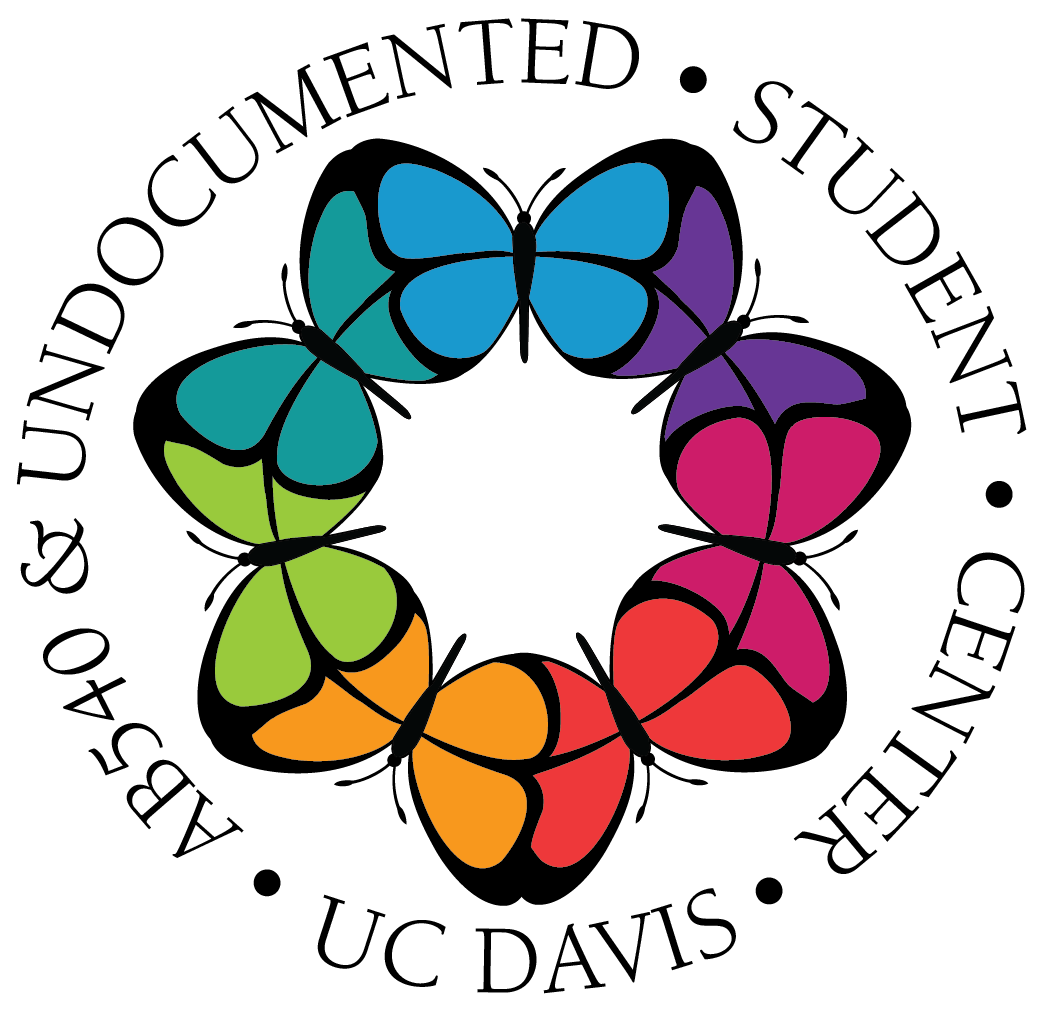 AB540 & UNDOCUMENTED • STUDENT • CENTER •
UC DAVIS •